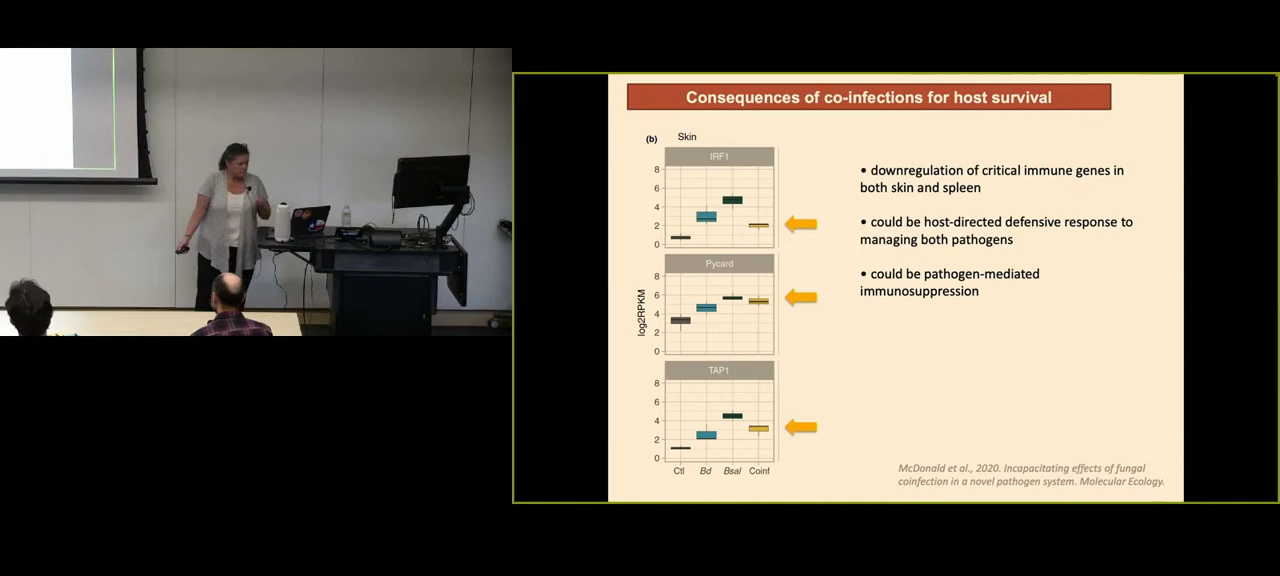 Consequences of co-infections for host survival
(b) Skin
IRF1
8
6
4
2
0
Pycard
8
6
4
2
0
TAP1
8
6
4
2
0
log2RPKM
Ctl Bd Bsal Coinf
• downregulation of critical immune genes in
both skin and spleen
• could be host-directed defensive response to
managing both pathogens
• could be pathogen-mediated
immunosuppression
McDonald et al., 2020. Incapacitating effects of fungal
coinfection in a novel pathogen system. Molecular Ecology.